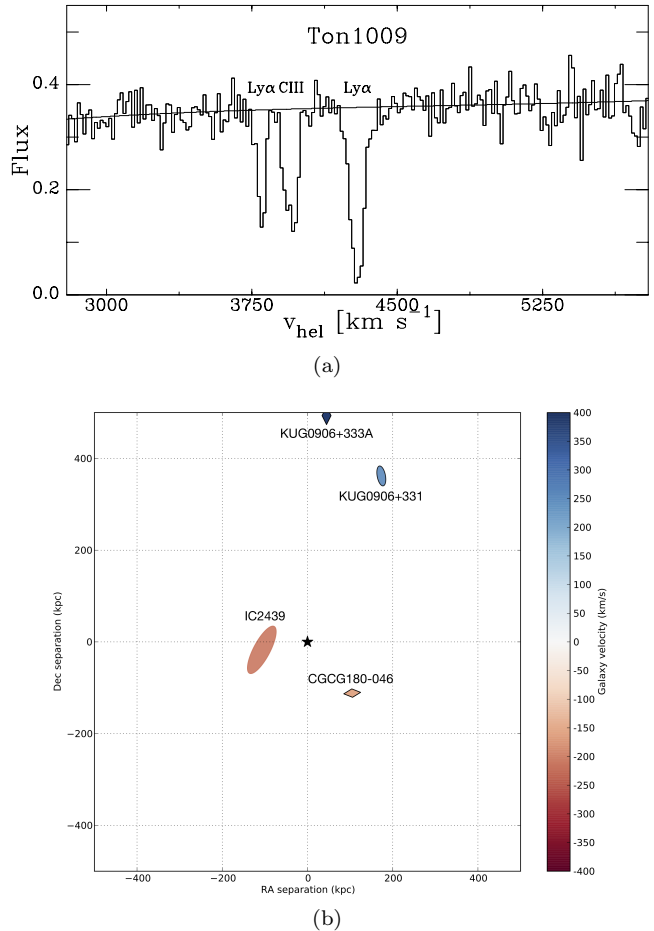 Ton1009
Lyα CIII Lyα
0.4
0.2
0.0
Flux
3000 3750 4500 5250
v_hel [km s⁻¹]
(a)
KUG0906+333A
KUG0906+331
IC2439
CGCG180-046
400
200
0
−200
−400
Dec separation (kpc)
−400 −200 0 200 400
RA separation (kpc)
400
350
300
250
200
150
100
50
0
-50
-100
-150
-200
-250
-300
-350
-400
Galaxy velocity (km/s)
(b)